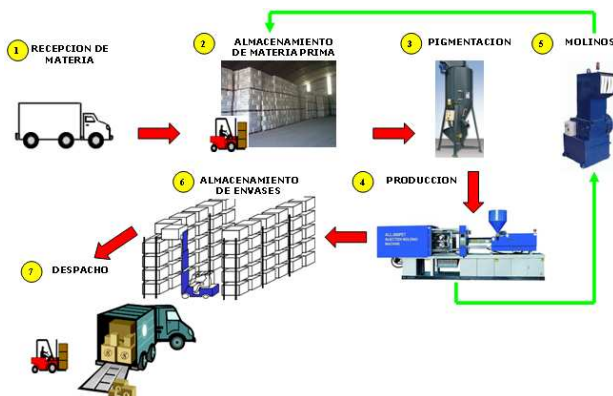 1 RECEPCION DE
MATERIA
2 ALMACENAMIENTO
DE MATERIA PRIMA
3 PIGMENTACION
5 MOLINOS
6 ALMACENAMIENTO
DE ENVASES
4 PRODUCCION
7 DESPACHO